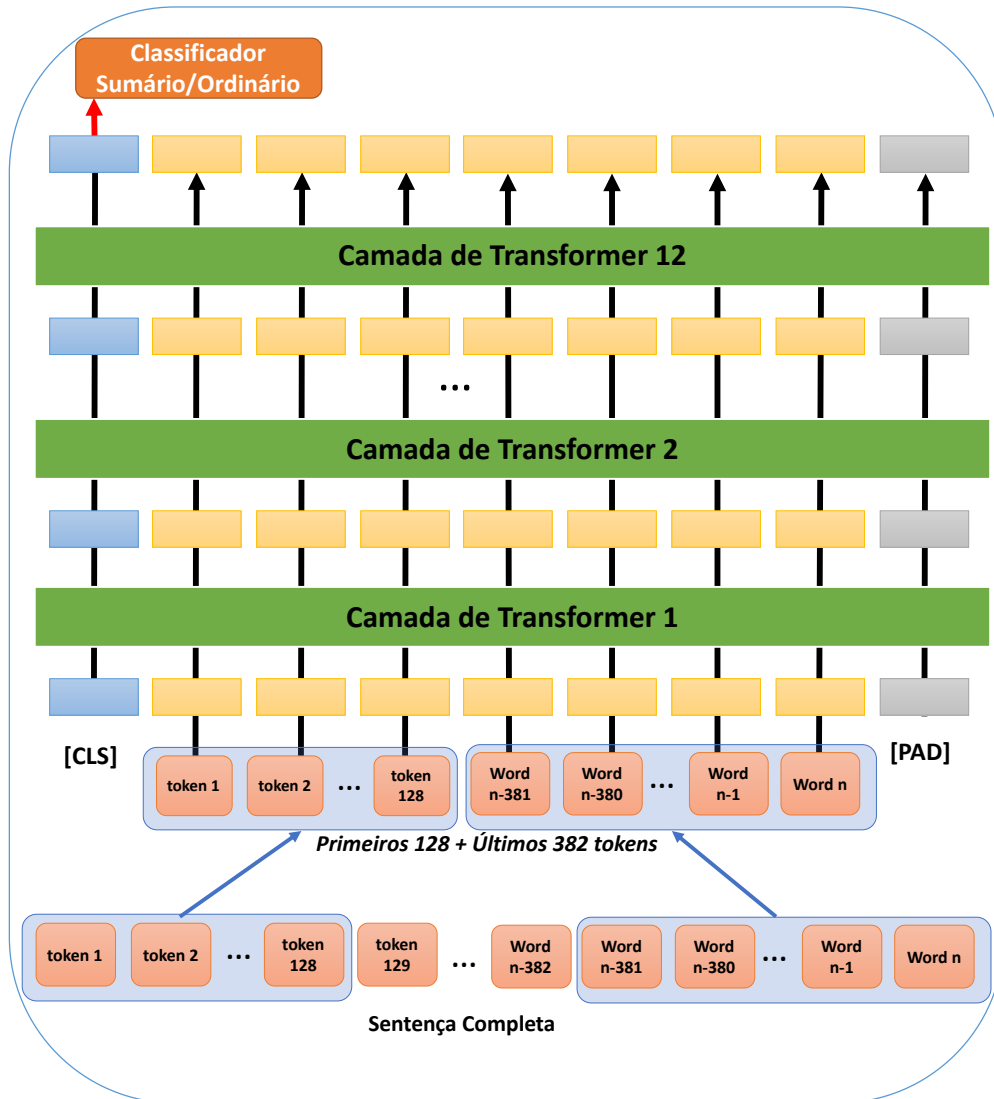 Classificador
Sumário/Ordinário
Camada de Transformer 12
...
Camada de Transformer 2
Camada de Transformer 1
[CLS]
[PAD]
token 1
token 2
...
token
128
Word
n-381
Word
n-380
...
Word
n-1
Word n
Primeiros 128 + Últimos 382 tokens
token 1
token 2
...
token
128
token
129
...
Word
n-382
Word
n-381
Word
n-380
...
Word
n-1
Word n
Sentença Completa